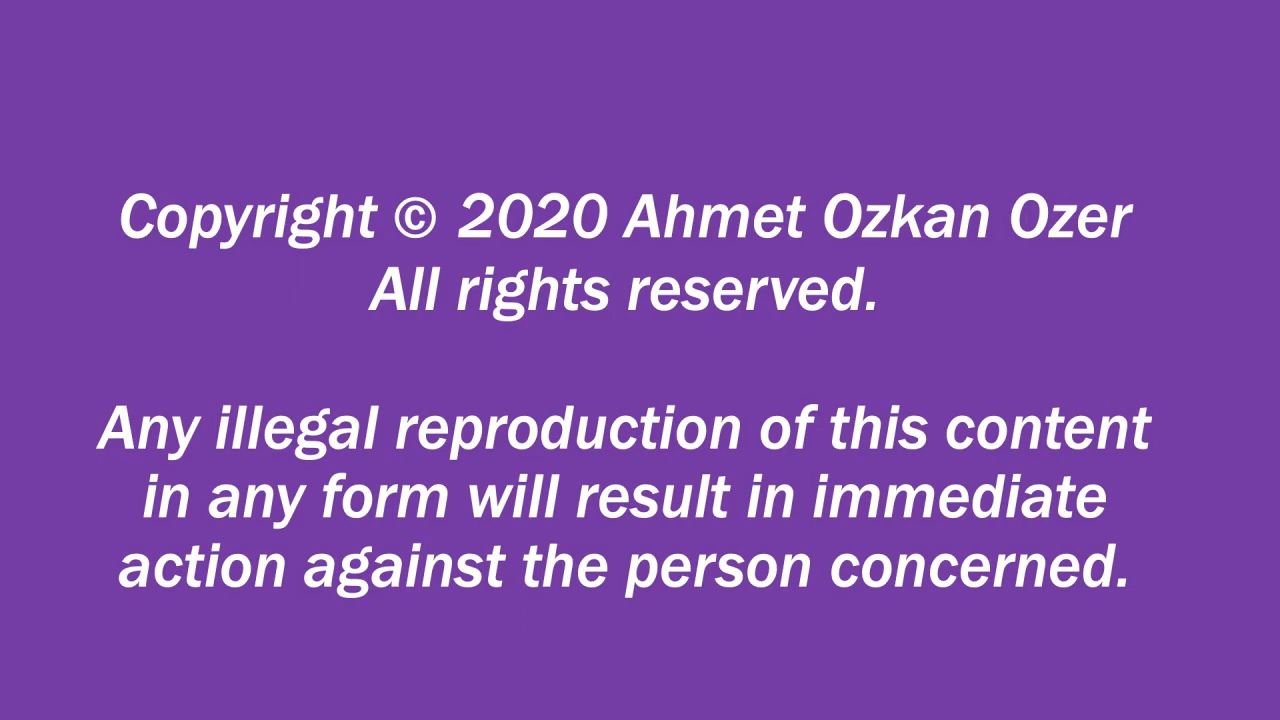 Copyright © 2020 Ahmet Ozkan Ozer
All rights reserved.
Any illegal reproduction of this content
in any form will result in immediate
action against the person concerned.